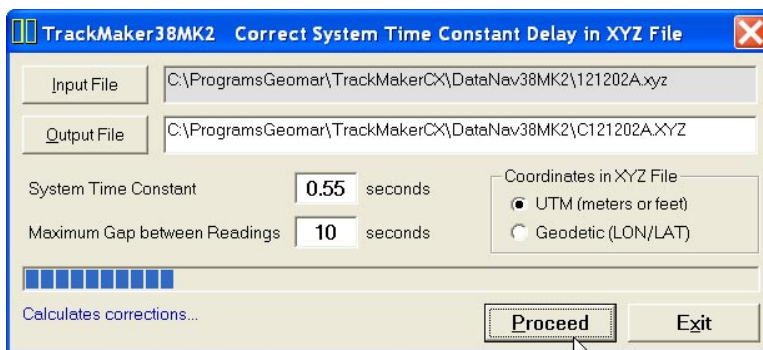 TrackMaker38MK2 Correct System Time Constant Delay in XYZ File
Input File C:\ProgramsGeomar\TrackMakerCX\DataNav38MK2\121202A.xyz
Output File C:\ProgramsGeomar\TrackMakerCX\DataNav38MK2\C121202A.XYZ
Coordinates in XYZ File
System Time Constant 0.55 seconds
UTM (meters or feet)
Maximum Gap between Readings 10 seconds
Geodetic (LON/LAT)
Calculates corrections...
Proceed Exit